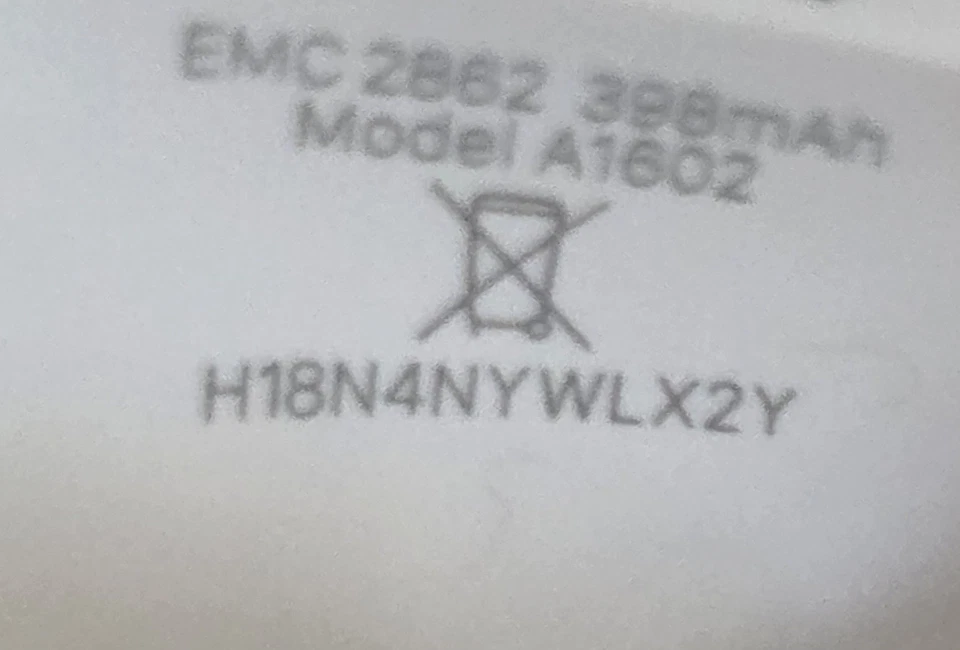 EMC 2862 398mAh
Model A1602
H18N4NYWLX2Y